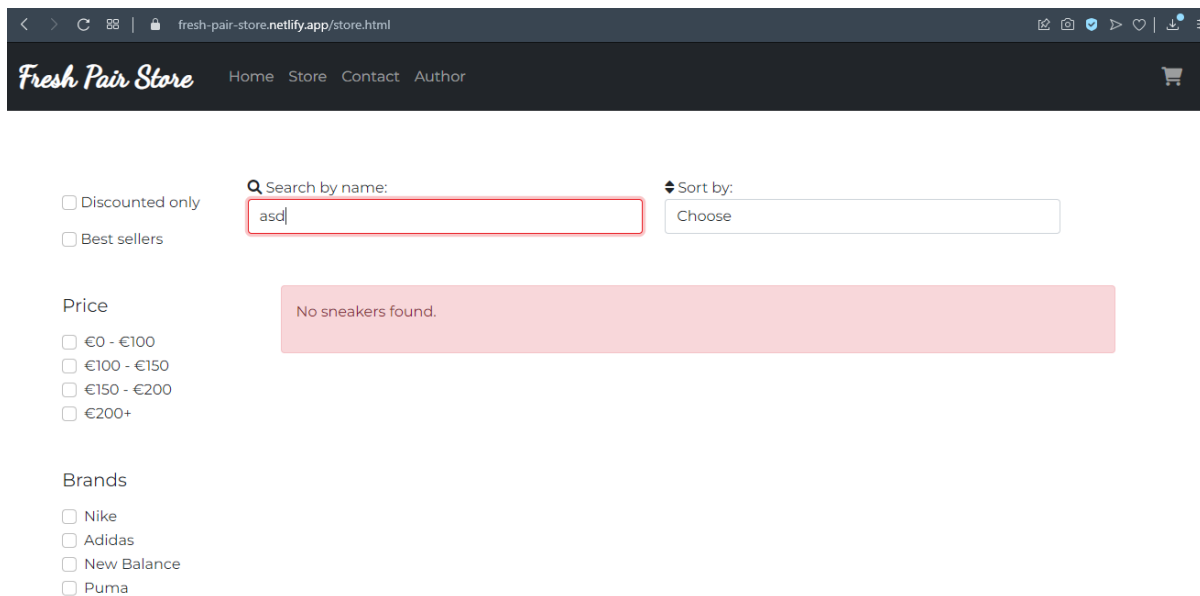 fresh-pair-store.netlify.app/store.html
Fresh Pair Store Home Store Contact Author
Discounted only
Best sellers
Search by name:
asd
Sort by:
Choose
No sneakers found.
Price
€0 - €100
€100 - €150
€150 - €200
€200+
Brands
Nike
Adidas
New Balance
Puma